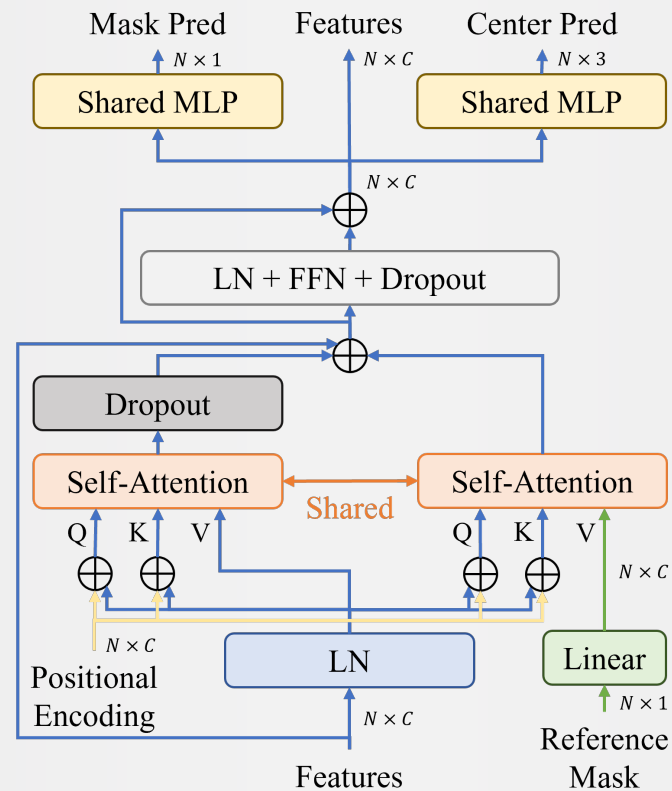 Mask Pred
Features
Center Pred
N × 1
N × C
N × 3
Shared MLP
Shared MLP
N × C
LN + FFN + Dropout
Dropout
Self-Attention
Shared
Self-Attention
Q
K
V
Q
K
V
N × C
N × C
Positional
Encoding
LN
Linear
N × C
N × 1
Features
Reference
Mask